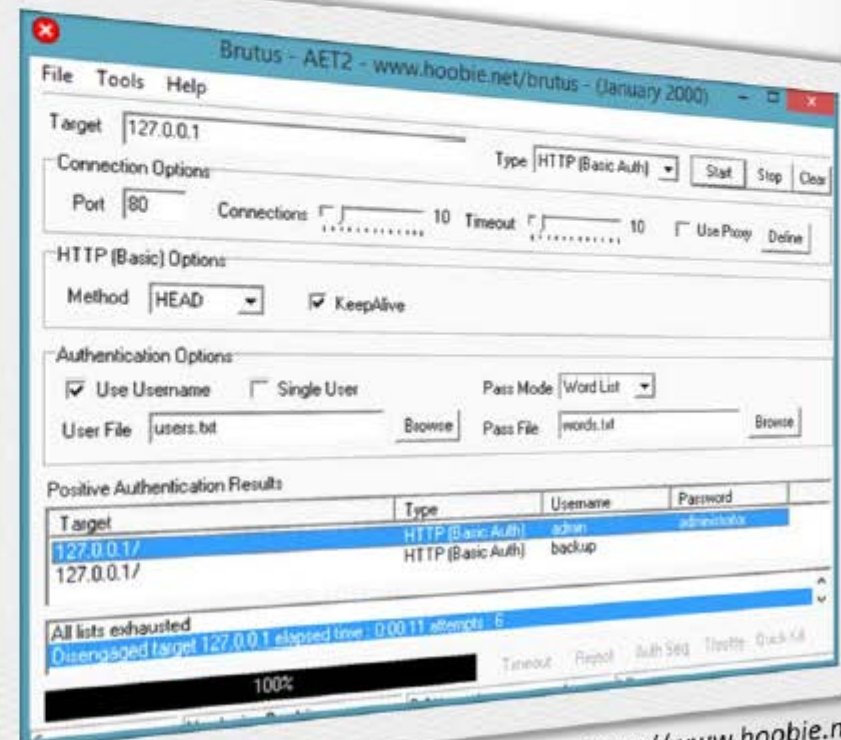 Brutus - AET2 - www.hoobie.net/brutus - (January 2000)
File Tools Help
Target 127.0.0.1 Type HTTP (Basic Auth) Start Stop Clear
Connection Options
Port 80 Connections 10 Timeout 10 Use Proxy Define
HTTP (Basic) Options
Method HEAD KeepAlive
Authentication Options
Use Username Single User Pass Mode Word List
User File users.txt Browse Pass File words.txt Browse
Positive Authentication Results
Target Type Username Password
127.0.0.1/ HTTP (Basic Auth) admin administrator
127.0.0.1/ HTTP (Basic Auth) backup
All lists exhausted
Disengaged target 127.0.0.1 elapsed time : 0:00:11 attempts : 6
100% Timeout Reject Auth Seq Throttle Quick Kill
//www.hoobie.n